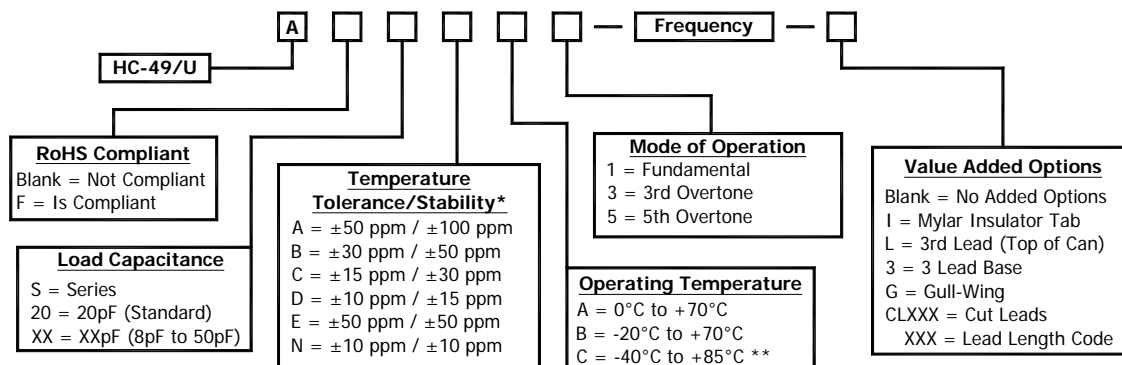 A — Frequency —
HC-49/U
RoHS Compliant
Blank = Not Compliant
F = Is Compliant
Load Capacitance
S = Series
20 = 20pF (Standard)
XX = XXpF (8pF to 50pF)
Temperature
Tolerance/Stability*
A = ±50 ppm / ±100 ppm
B = ±30 ppm / ±50 ppm
C = ±15 ppm / ±30 ppm
D = ±10 ppm / ±15 ppm
E = ±50 ppm / ±50 ppm
N = ±10 ppm / ±10 ppm
Operating Temperature
A = 0°C to +70°C
B = -20°C to +70°C
C = -40°C to +85°C **
Mode of Operation
1 = Fundamental
3 = 3rd Overtone
5 = 5th Overtone
Value Added Options
Blank = No Added Options
I = Mylar Insulator Tab
L = 3rd Lead (Top of Can)
3 = 3 Lead Base
G = Gull-Wing
CLXXX = Cut Leads
XXX = Lead Length Code